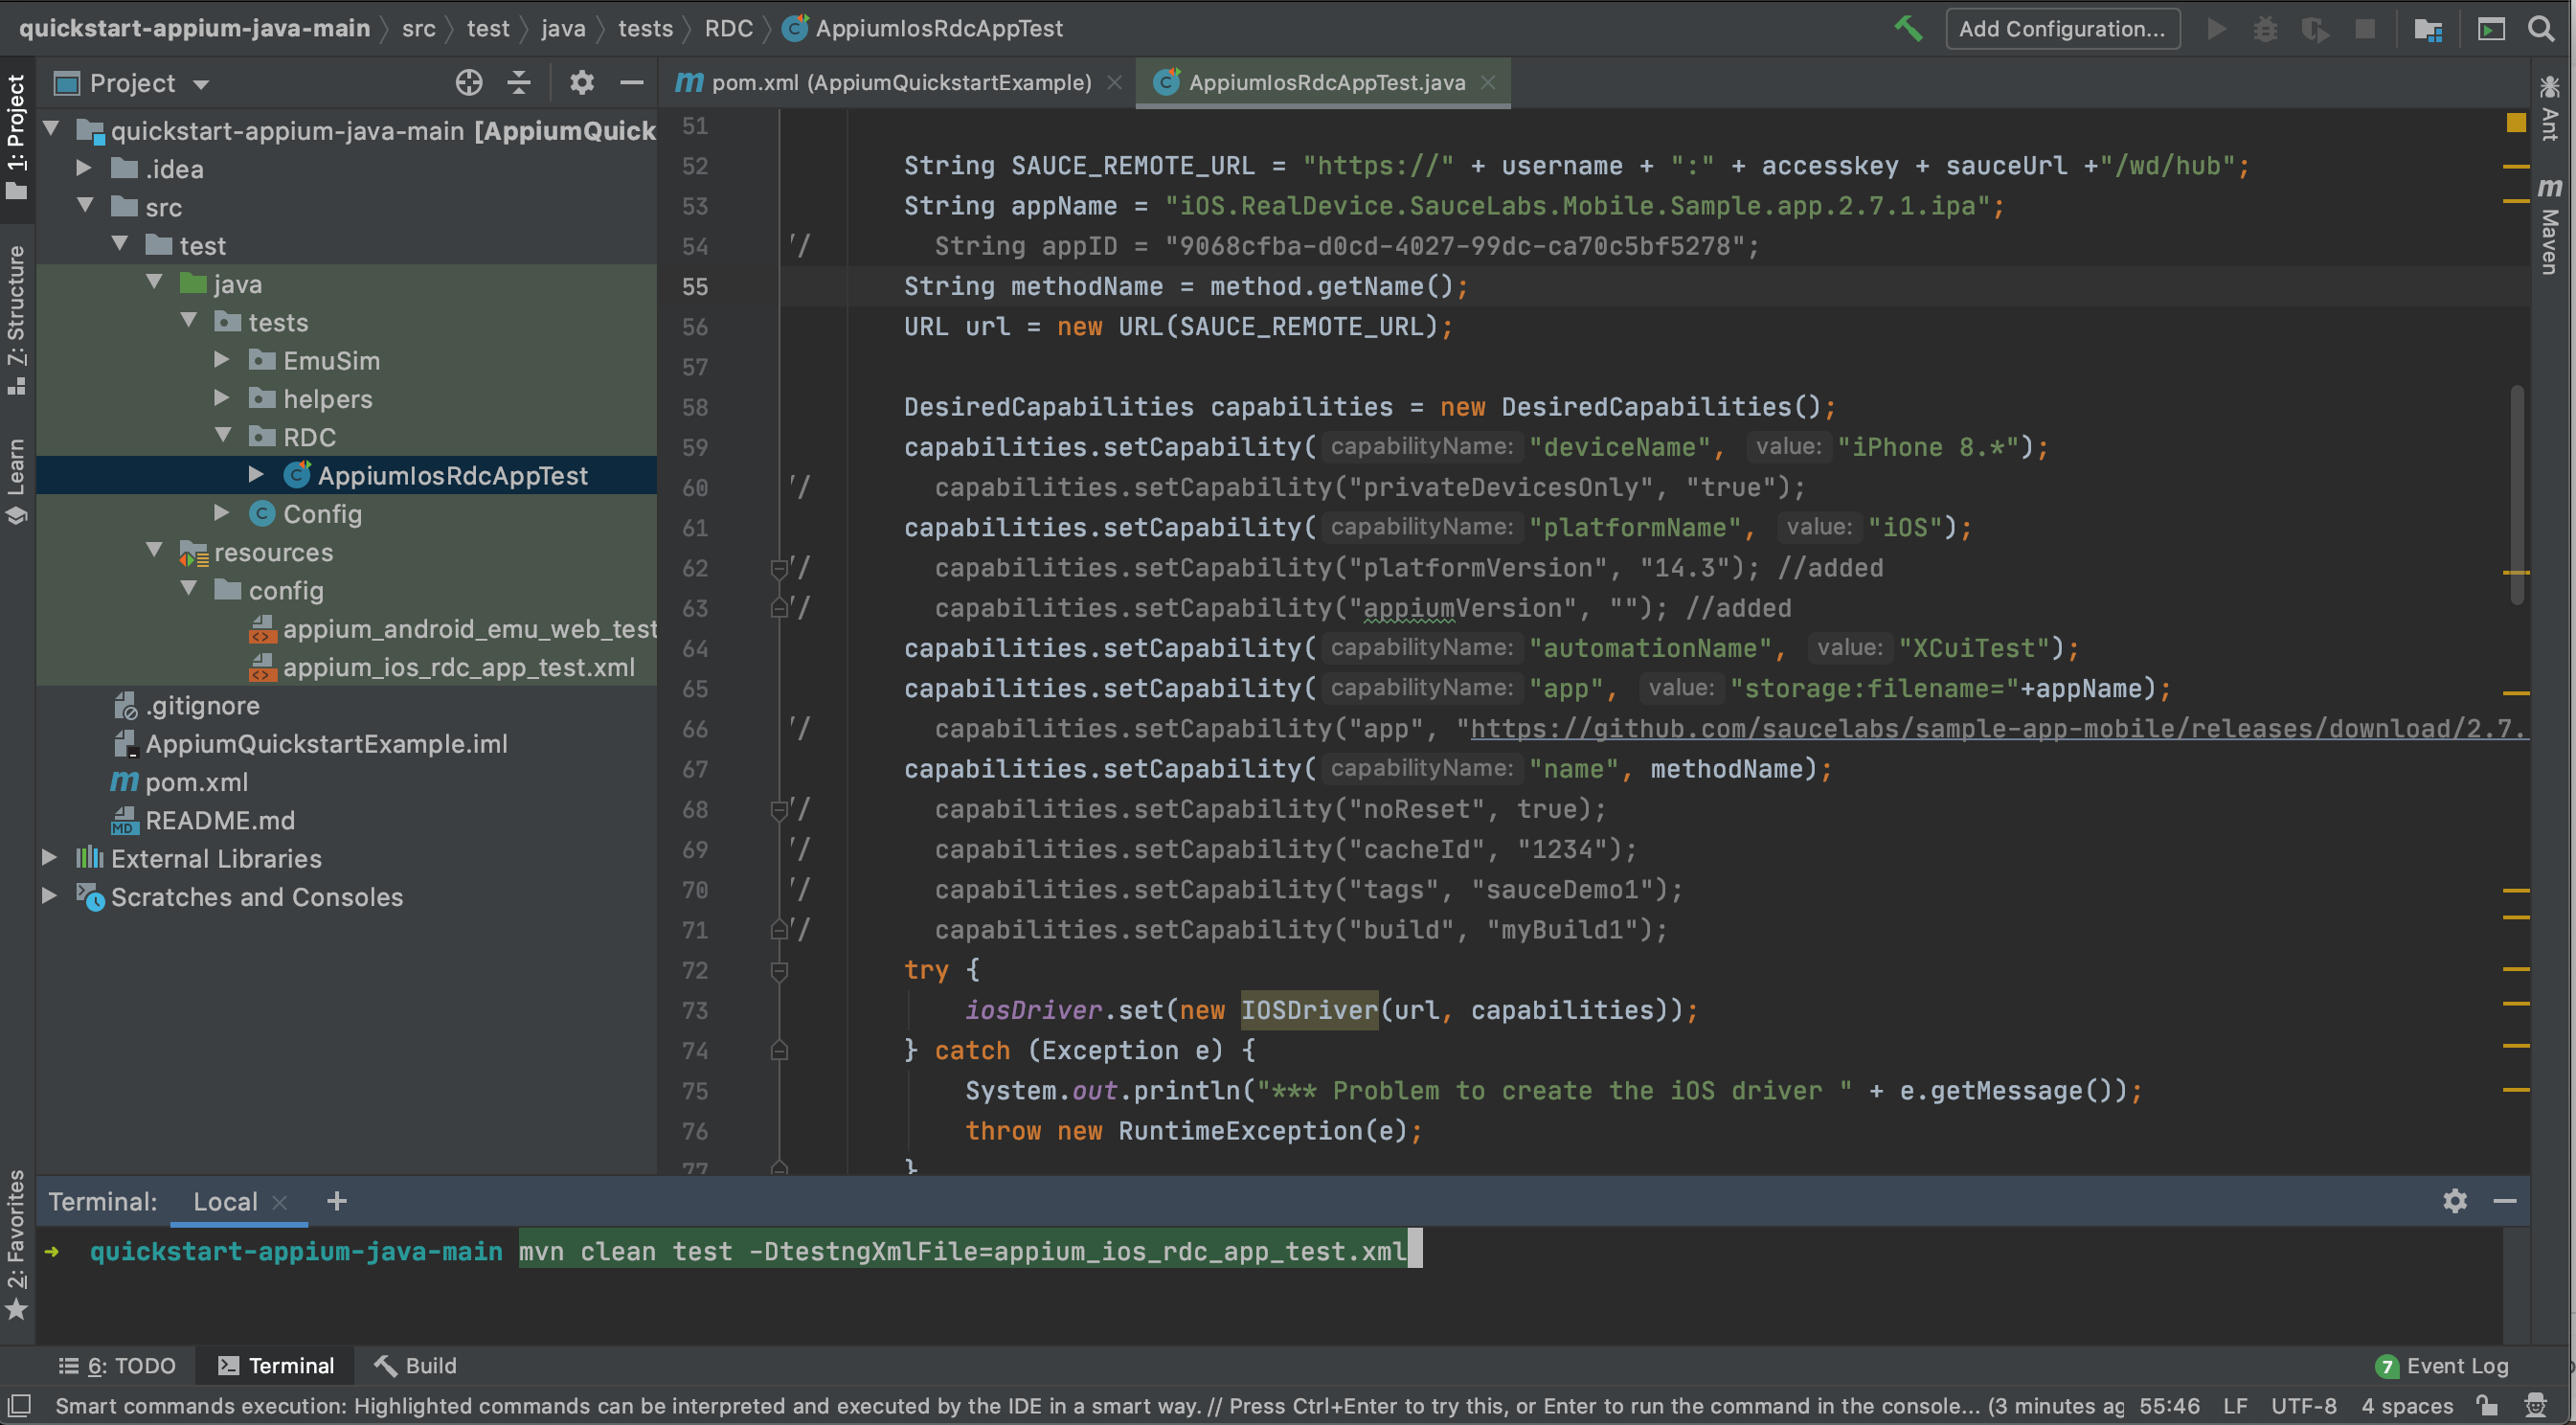 quickstart-appium-java-main src test java tests RDC AppiumIosRdcAppTest Add Configuration...
Project
pom.xml (AppiumQuickstartExample)
AppiumIosRdcAppTest.java
1: Project
7: Structure
Learn
2: Favorites
Ant
Maven
quickstart-appium-java-main [AppiumQuick
.idea
src
test
java
tests
EmuSim
helpers
RDC
AppiumIosRdcAppTest
Config
resources
config
appium_android_emu_web_test
appium_ios_rdc_app_test.xml
.gitignore
AppiumQuickstartExample.iml
pom.xml
README.md
External Libraries
Scratches and Consoles
51
52 String SAUCE_REMOTE_URL = "https://" + username + ":" + accesskey + sauceUrl +"/wd/hub";
53 String appName = "iOS.RealDevice.SauceLabs.Mobile.Sample.app.2.7.1.ipa";
54 // String appID = "9068cfba-d0cd-4027-99dc-ca70c5bf5278";
55 String methodName = method.getName();
56 URL url = new URL(SAUCE_REMOTE_URL);
57
58 DesiredCapabilities capabilities = new DesiredCapabilities();
59 capabilities.setCapability( capabilityName: "deviceName", value: "iPhone 8.*");
60 // capabilities.setCapability("privateDevicesOnly", "true");
61 capabilities.setCapability( capabilityName: "platformName", value: "iOS");
62 // capabilities.setCapability("platformVersion", "14.3"); //added
63 // capabilities.setCapability("appiumVersion", ""); //added
64 capabilities.setCapability( capabilityName: "automationName", value: "XCuiTest");
65 capabilities.setCapability( capabilityName: "app", value: "storage:filename="+appName);
66 // capabilities.setCapability("app", "https://github.com/saucelabs/sample-app-mobile/releases/download/2.7.
67 capabilities.setCapability( capabilityName: "name", methodName);
68 // capabilities.setCapability("noReset", true);
69 // capabilities.setCapability("cacheId", "1234");
70 // capabilities.setCapability("tags", "sauceDemo1");
71 // capabilities.setCapability("build", "myBuild1");
72 try {
73 iosDriver.set(new IOSDriver(url, capabilities));
74 } catch (Exception e) {
75 System.out.println("*** Problem to create the iOS driver " + e.getMessage());
76 throw new RuntimeException(e);
77 }
Terminal: Local +
➜ quickstart-appium-java-main mvn clean test -DtestngXmlFile=appium_ios_rdc_app_test.xml
6: TODO Terminal Build 7 Event Log
Smart commands execution: Highlighted commands can be interpreted and executed by the IDE in a smart way. // Press Ctrl+Enter to try this, or Enter to run the command in the console... (3 minutes ag 55:46 LF UTF-8 4 spaces